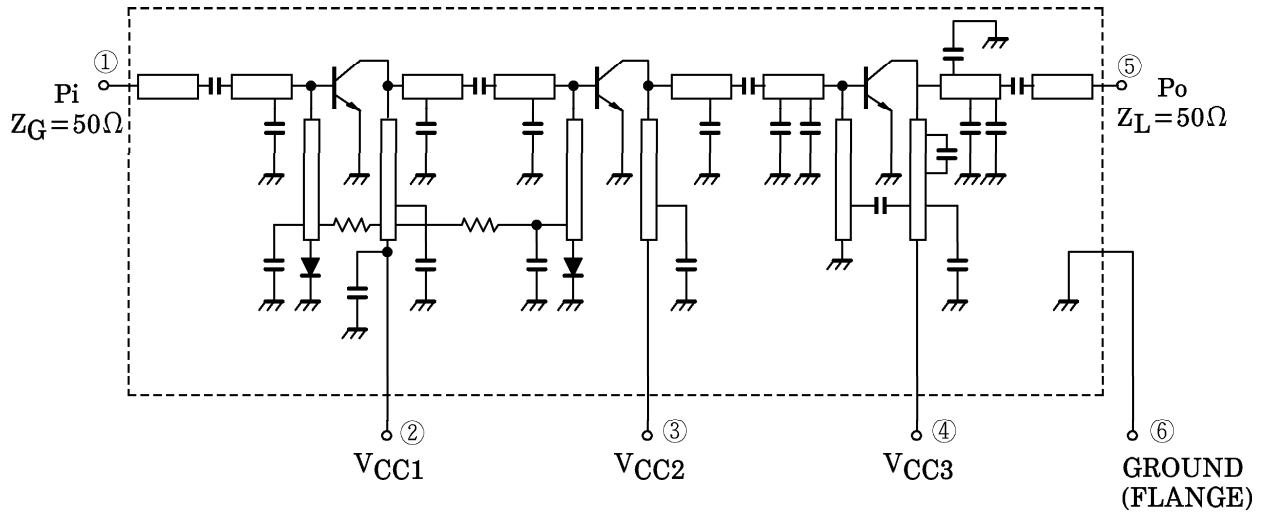 ①
Pi
ZG=50Ω
⑤
Po
ZL=50Ω
②
VCC1
③
VCC2
④
VCC3
⑥
GROUND
(FLANGE)